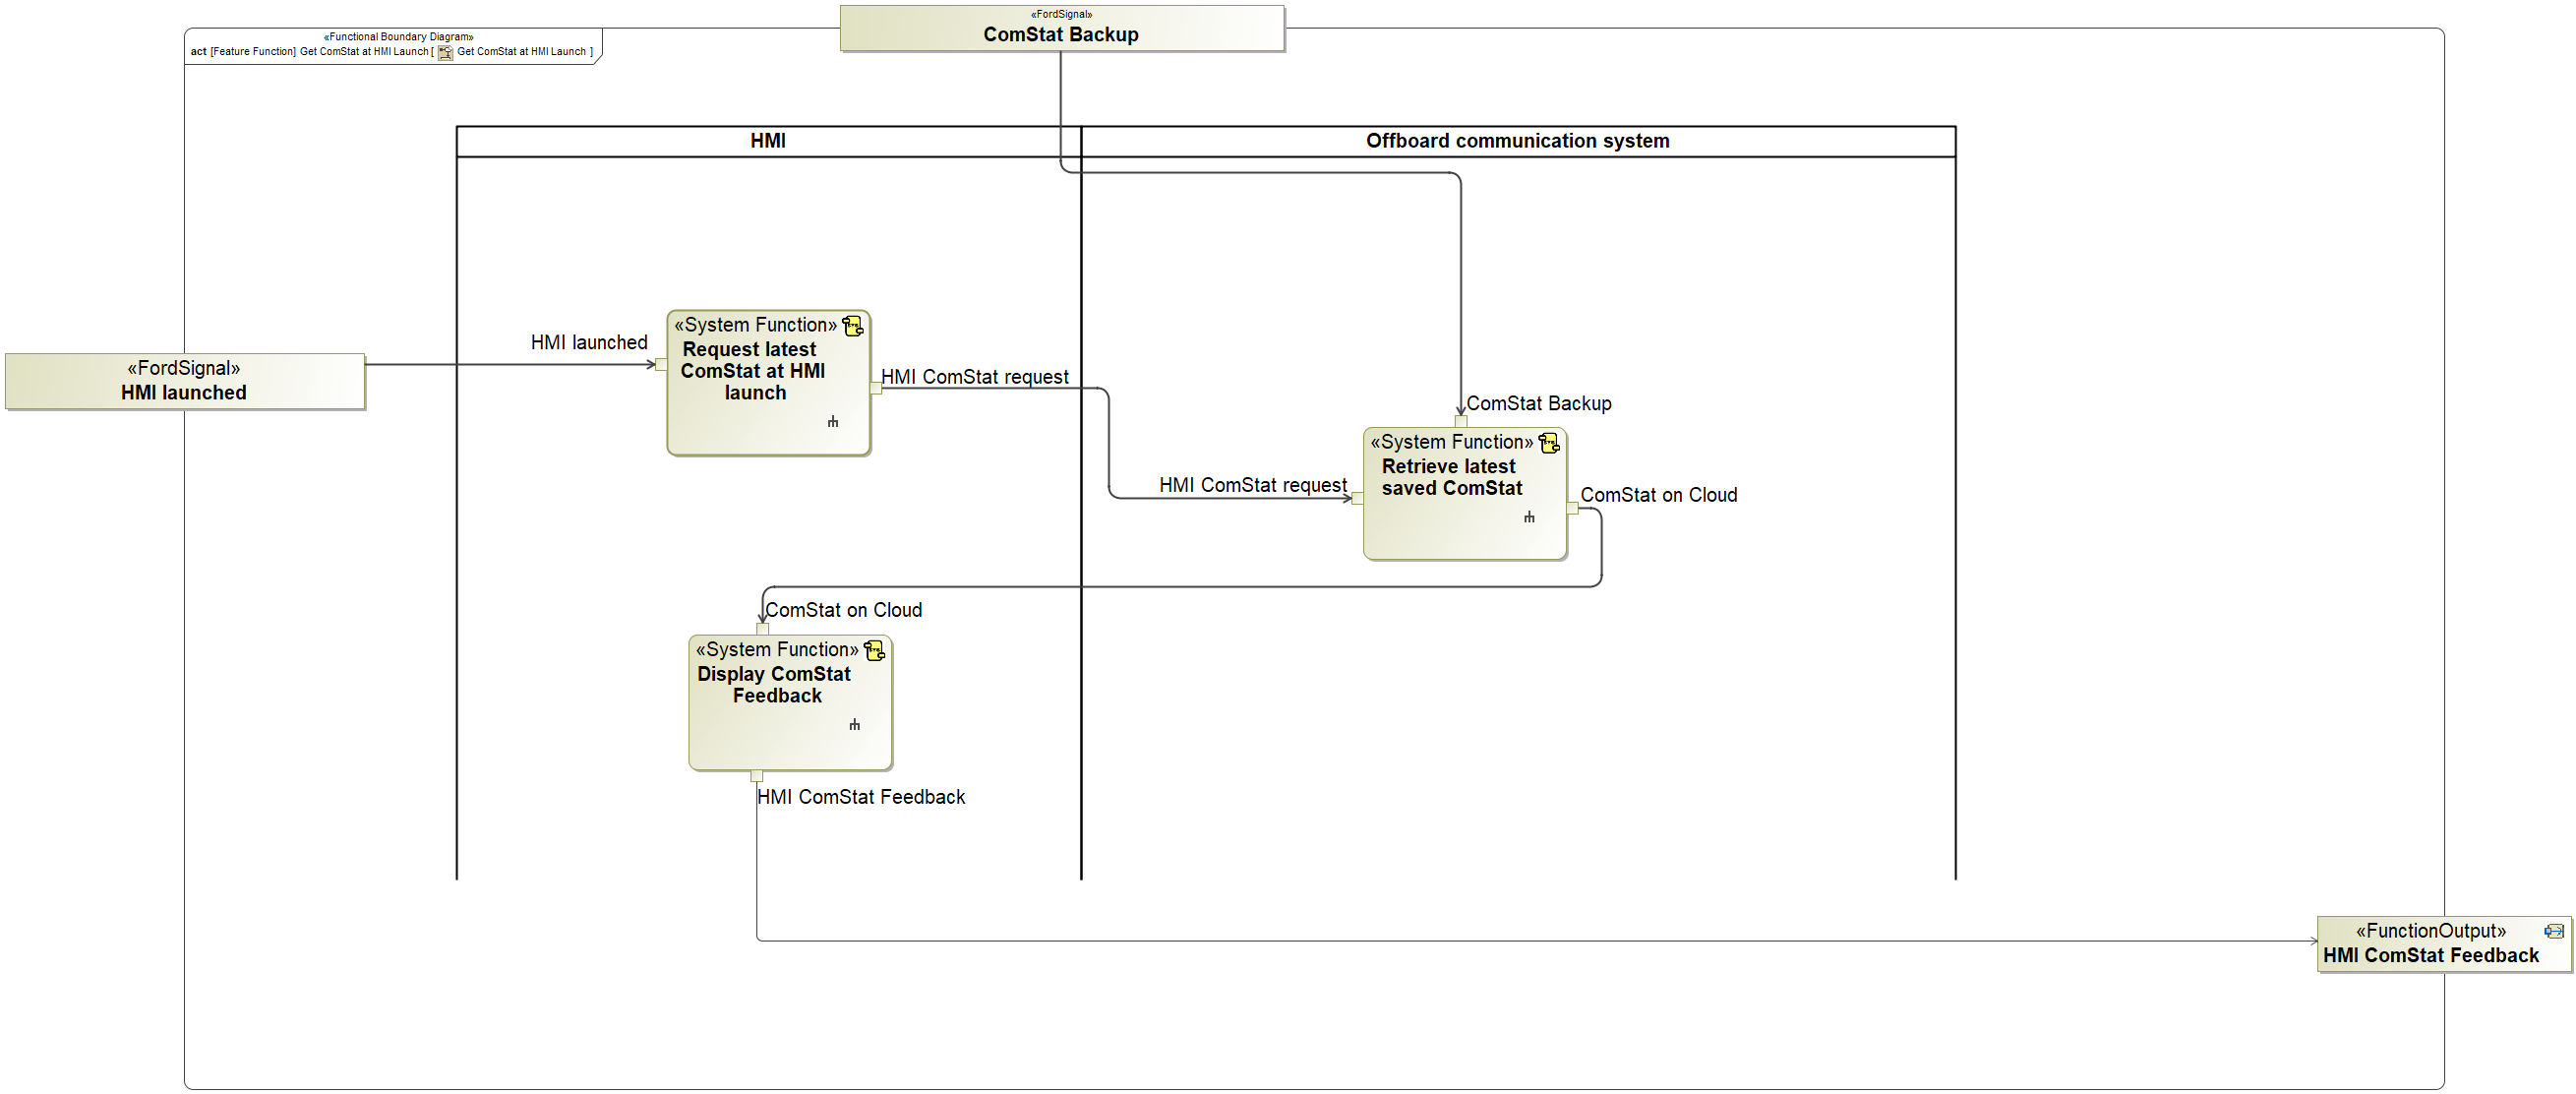 «FordSignal»
ComStat Backup
«Functional Boundary Diagram»
act [Feature Function] Get ComStat at HMI Launch [ Get ComStat at HMI Launch ]
HMI
Offboard communication system
«FordSignal»
HMI launched
HMI launched
«System Function»
Request latest
ComStat at HMI
launch
HMI ComStat request
HMI ComStat request
ComStat Backup
«System Function»
Retrieve latest
saved ComStat
ComStat on Cloud
ComStat on Cloud
«System Function»
Display ComStat
Feedback
HMI ComStat Feedback
«FunctionOutput»
HMI ComStat Feedback